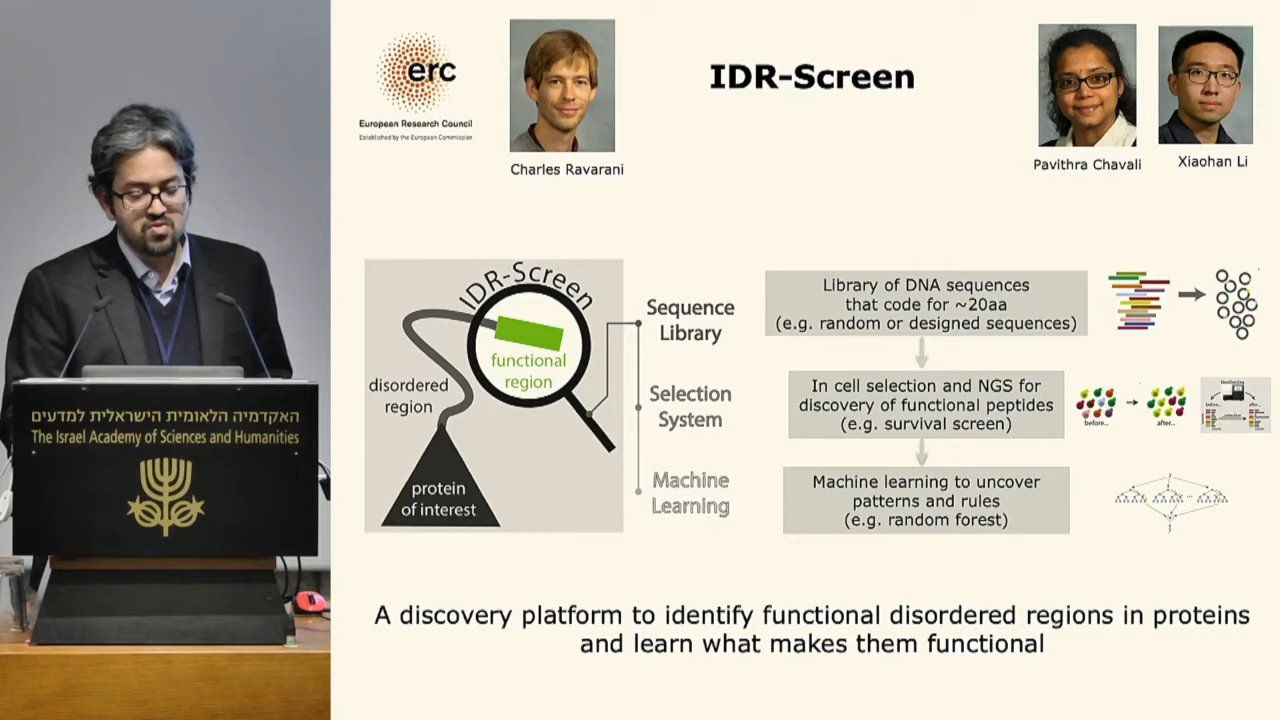 IDR-Screen
erc
European Research Council
Established by the European Commission
Charles Ravarani
Pavithra Chavali
Xiaohan Li
IDR-Screen
functional
region
disordered
region
protein
of interest
Sequence
Library
Selection
System
Machine
Learning
Library of DNA sequences
that code for ~20aa
(e.g. random or designed sequences)
In cell selection and NGS for
discovery of functional peptides
(e.g. survival screen)
before...
after...
before...
after...
Machine learning to uncover
patterns and rules
(e.g. random forest)
A discovery platform to identify functional disordered regions in proteins
and learn what makes them functional
האקדמיה הלאומית הישראלית למדעים
The Israel Academy of Sciences and Humanities